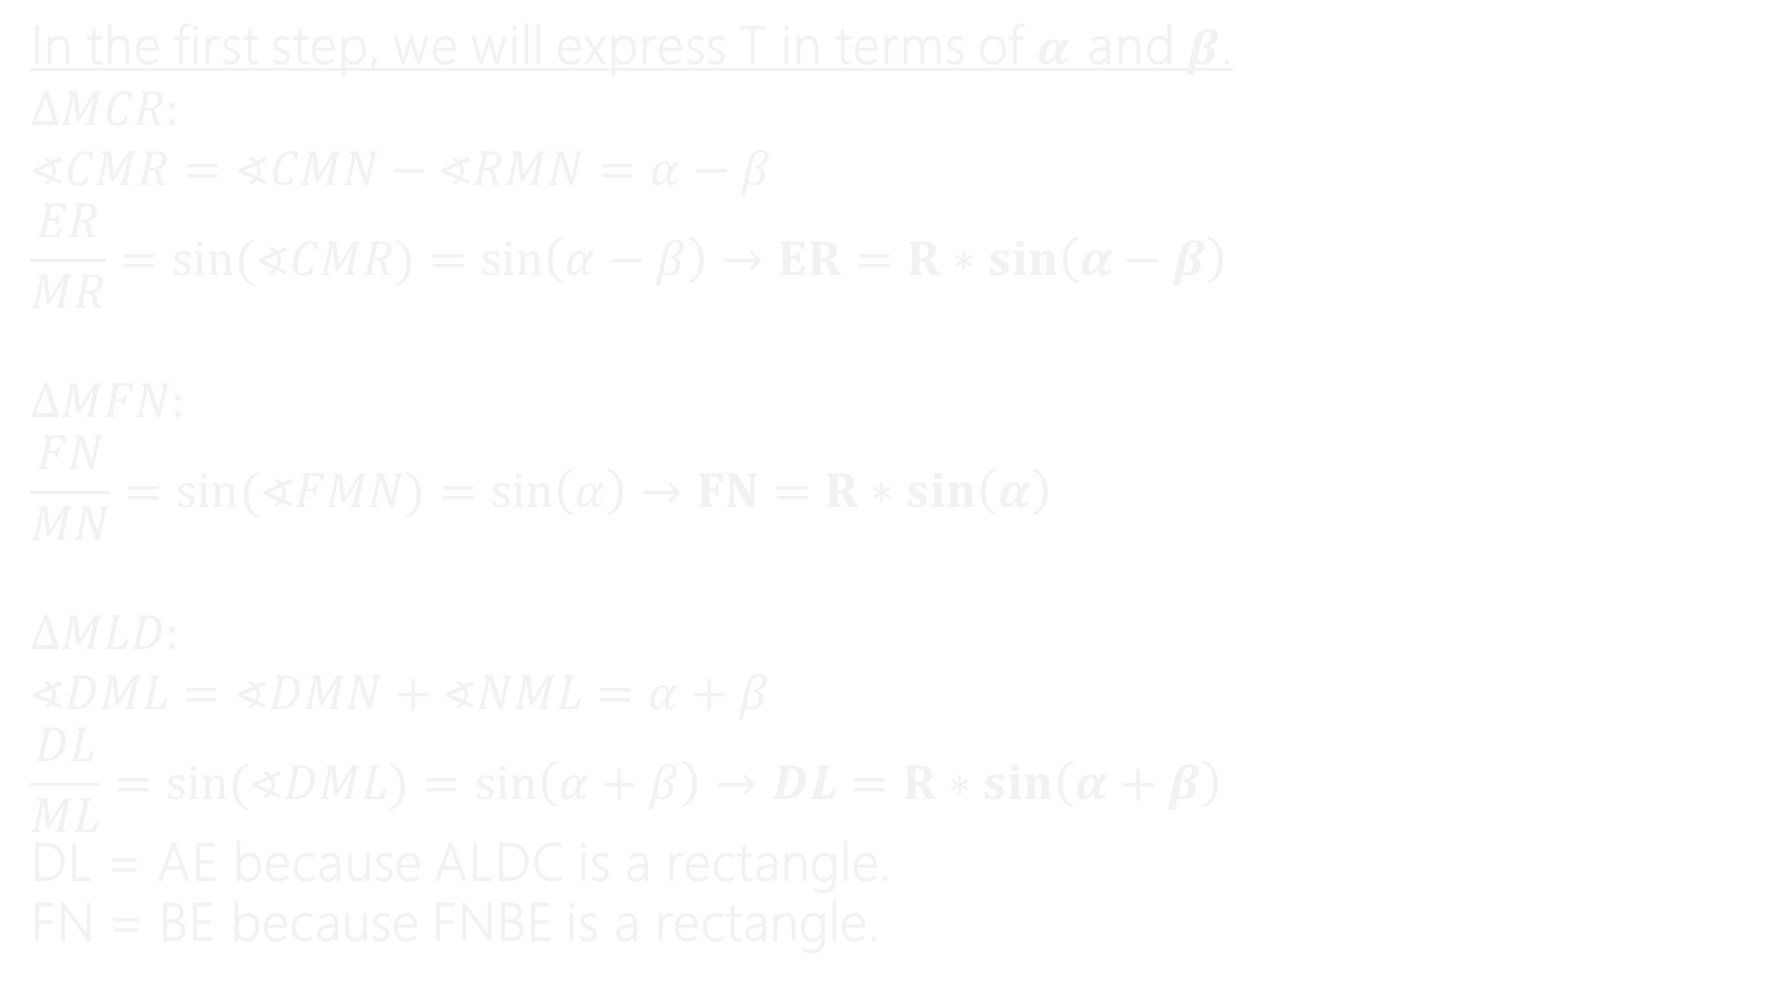 In the first step, we will express T in terms of α and β.
ΔMCR:
∢CMR = ∢CMN − ∢RMN = α − β
ER/MR = sin(∢CMR) = sin(α − β) → ER = R ∗ sin(α − β)
ΔMFN:
FN/MN = sin(∢FMN) = sin(α) → FN = R ∗ sin(α)
ΔMLD:
∢DML = ∢DMN + ∢NML = α + β
DL/ML = sin(∢DML) = sin(α + β) → DL = R ∗ sin(α + β)
DL = AE because ALDC is a rectangle.
FN = BE because FNBE is a rectangle.